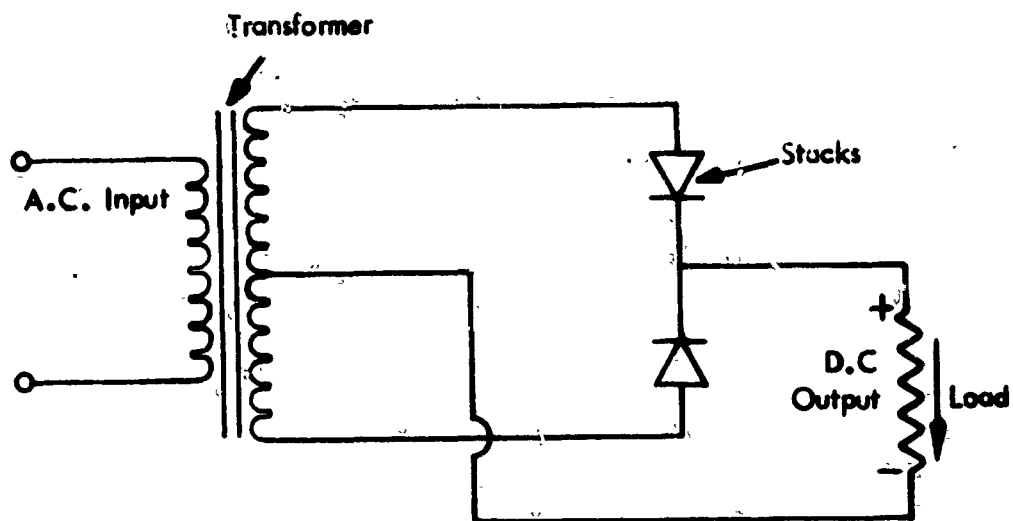 Transformer
Stacks
A.C. Input
+
D.C
Output
Load
-